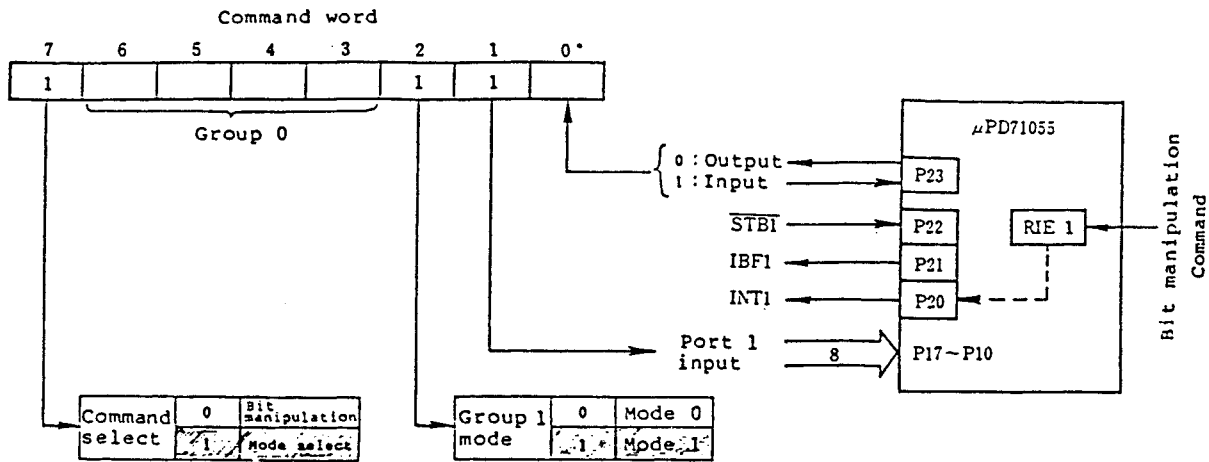 Command word
7 6 5 4 3 2 1 0*
1 1 1
Group 0
μPD71055
0 : Output
1 : Input
P23
STB1
P22
RIE 1
IBF1
P21
INT1
P20
Bit manipulation
Command
Port 1
input
8
P17~P10
Command
select
0
Bit
manipulation
1
Mode select
Group 1
mode
0
Mode 0
1
Mode 1